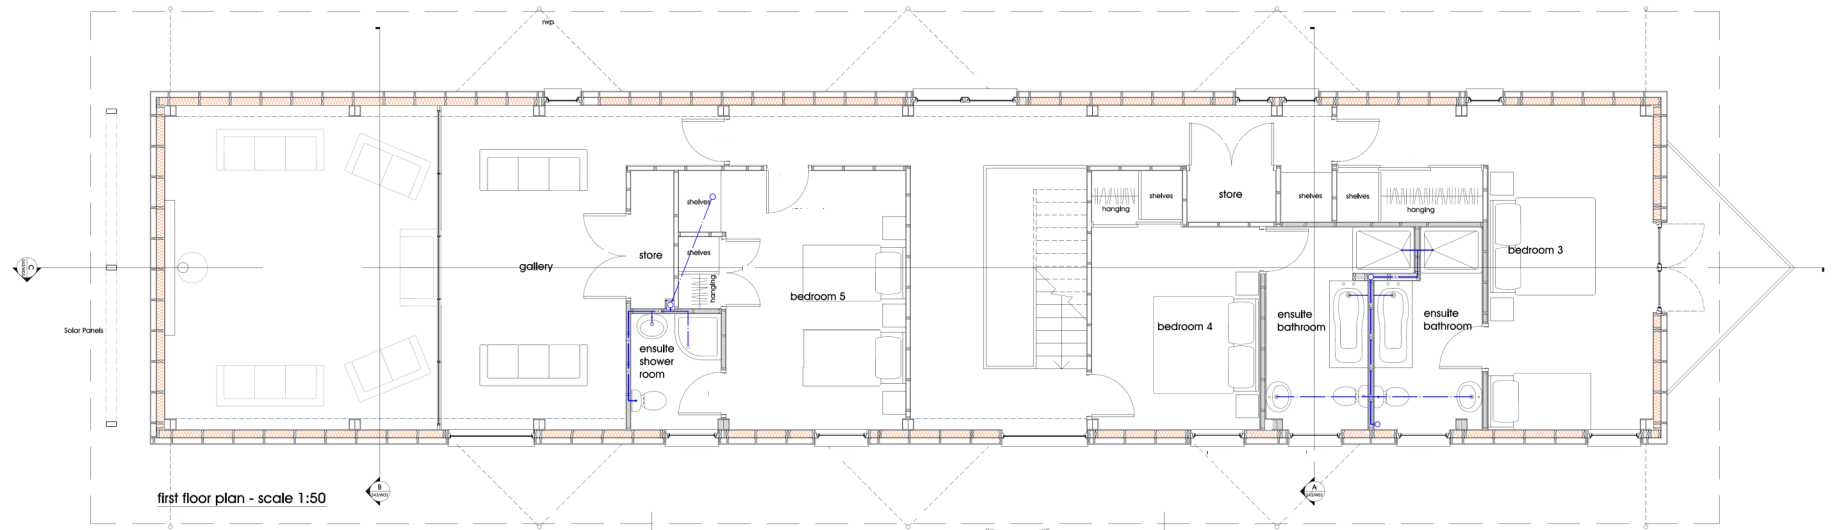 rwp
shelves
hanging
shelves
store
shelves
shelves
hanging
shelves
hanging
store
gallery
bedroom 5
bedroom 3
bedroom 4
ensuite
bathroom
ensuite
bathroom
ensuite
shower
room
Solar Panels
C
B
A
first floor plan - scale 1:50